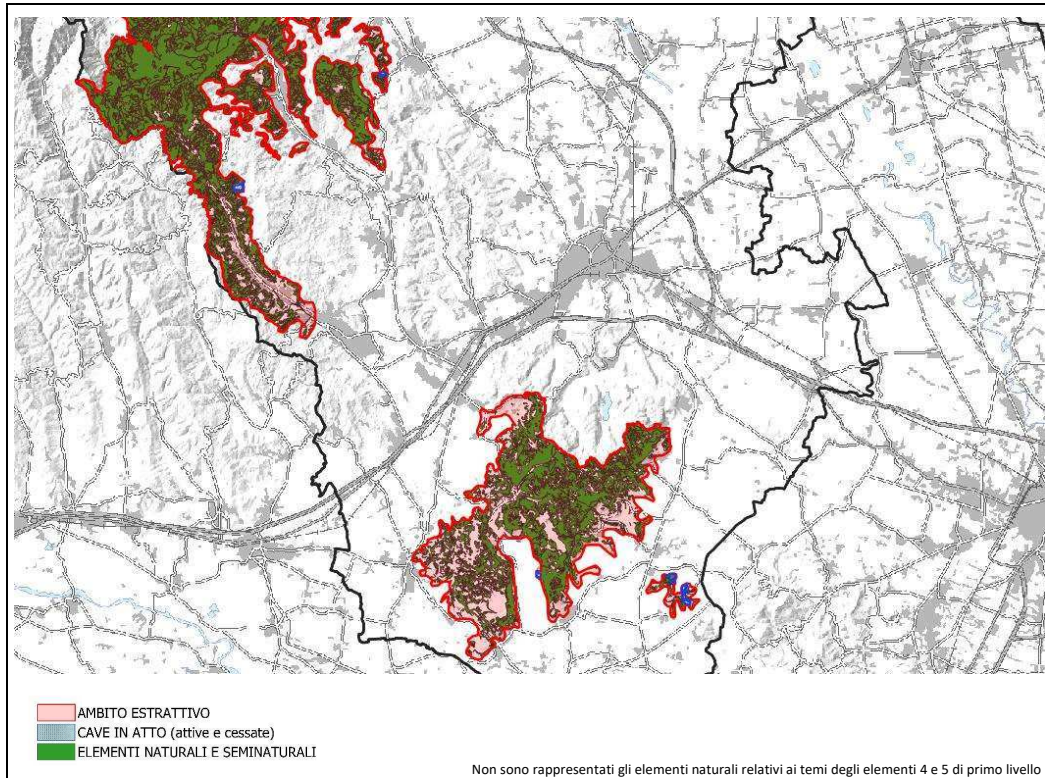 AMBITO ESTRATTIVO
CAVE IN ATTO (attive e cessate)
ELEMENTI NATURALI E SEMINATURALI
Non sono rappresentati gli elementi naturali relativi ai temi degli elementi 4 e 5 di primo livello